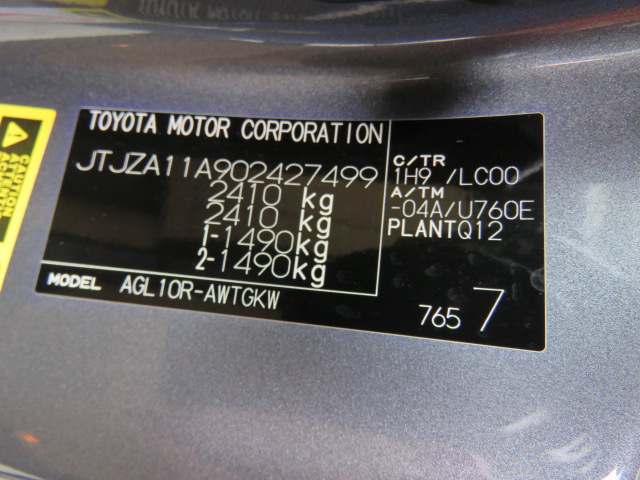 TOYOTA MOTOR CORPORATION
JTJZA11A902427499
2410 kg
2410 kg
1-1490kg
2-1490kg
C/TR
1H9 /LC00
A/TM
-04A/U760E
PLANTQ12
MODEL AGL10R-AWTGKW
765 7